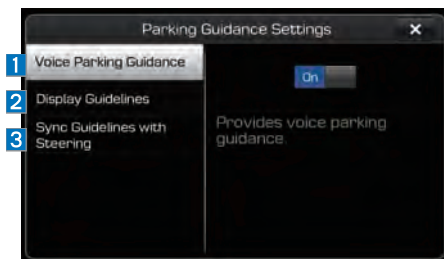 Parking Guidance Settings
1 Voice Parking Guidance
On
2 Display Guidelines
3 Sync Guidelines with
Steering
Provides voice parking
guidance.